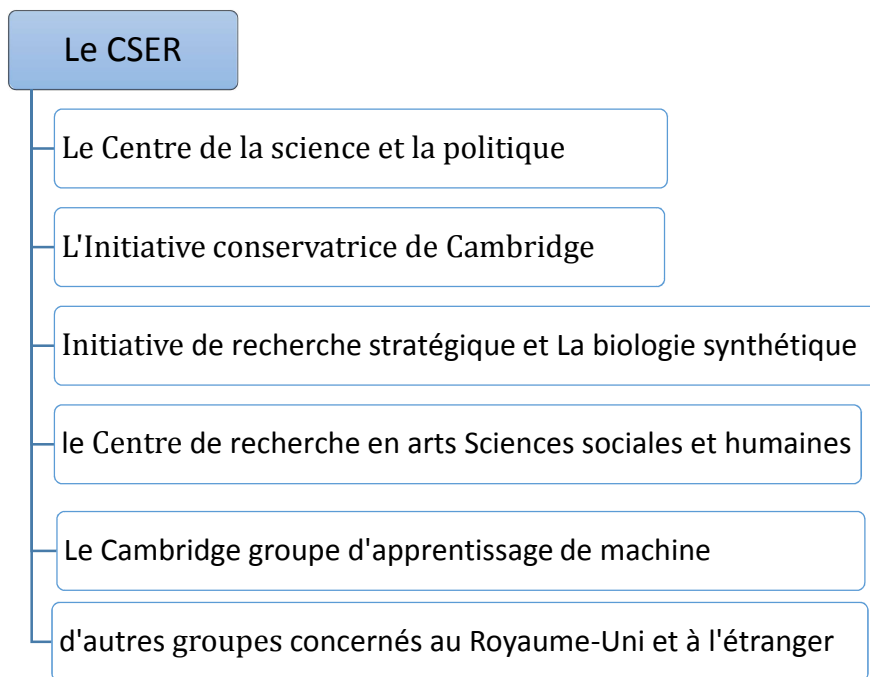 Le CSER
Le Centre de la science et la politique
L'Initiative conservatrice de Cambridge
Initiative de recherche stratégique et La biologie synthétique
le Centre de recherche en arts Sciences sociales et humaines
Le Cambridge groupe d'apprentissage de machine
d'autres groupes concernés au Royaume-Uni et à l'étranger